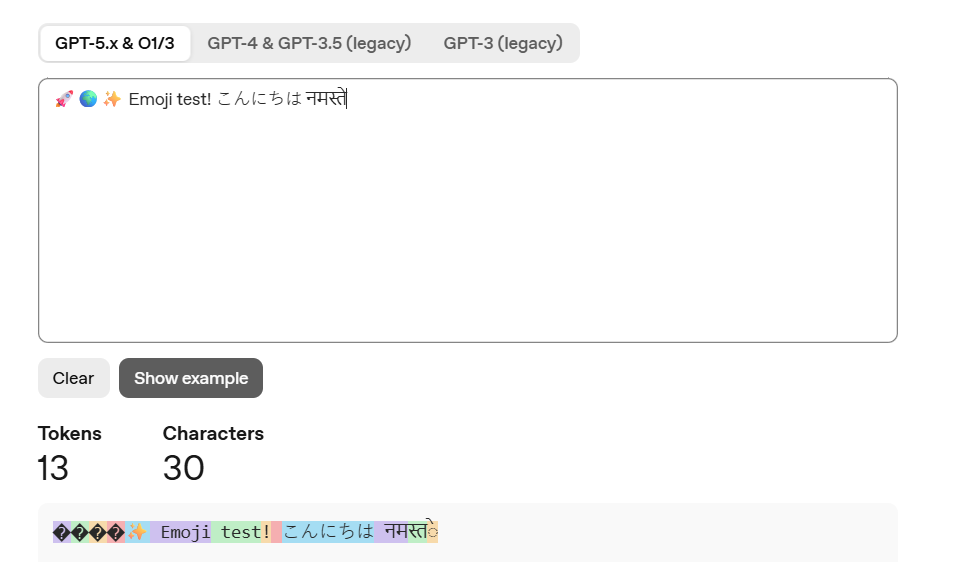 GPT-5.x & O1/3 GPT-4 & GPT-3.5 (legacy) GPT-3 (legacy)
🚀 🌍 ✨ Emoji test! こんにちは नमस्ते
Clear Show example
Tokens Characters
13 30
����✨ Emoji test! こんにちは नमस्ते